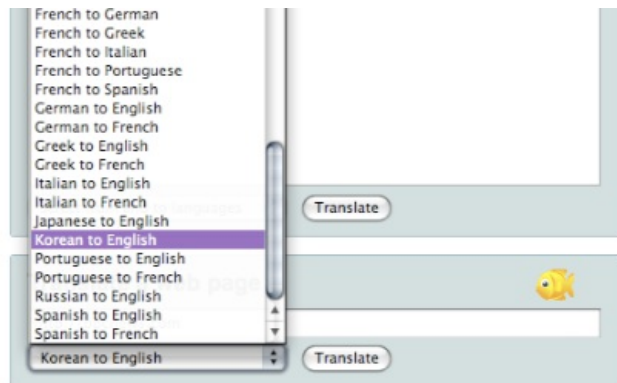 French to German
French to Greek
French to Italian
French to Portuguese
French to Spanish
German to English
German to French
Greek to English
Greek to French
Italian to English
Italian to French
Japanese to English
Korean to English
Portuguese to English
Portuguese to French
Russian to English
Spanish to English
Spanish to French
Translate
Korean to English
Translate